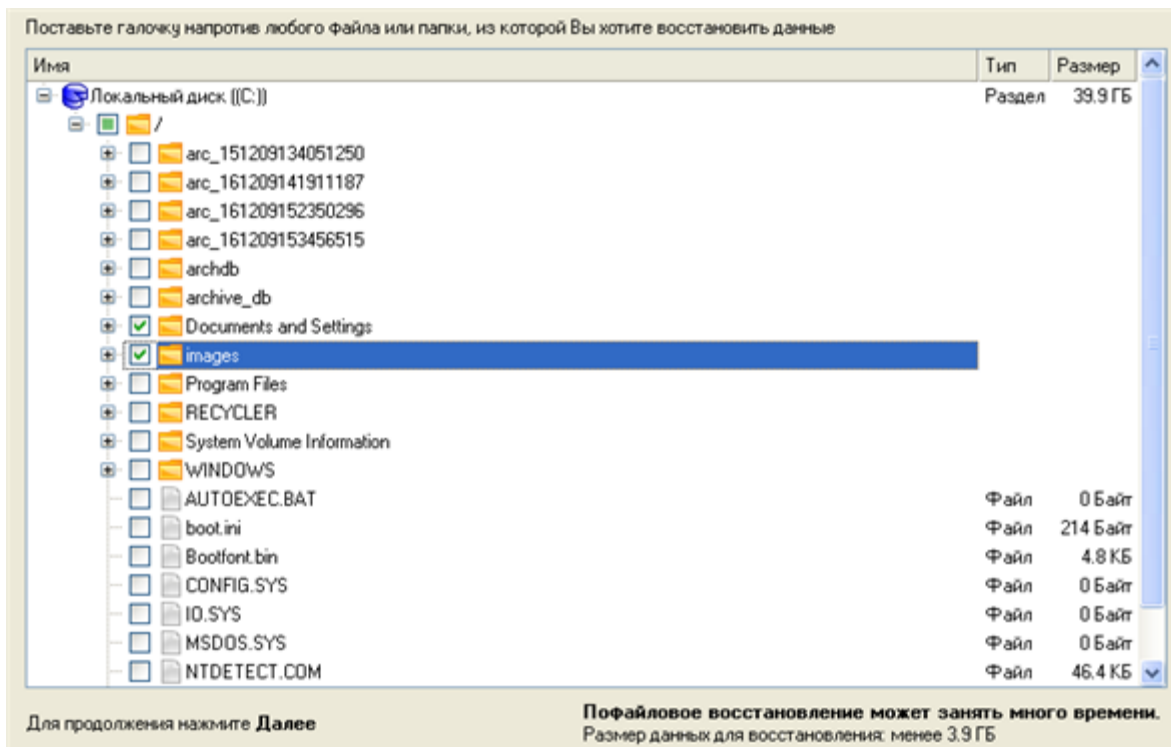 Поставьте галочку напротив любого файла или папки, из которой Вы хотите восстановить данные
Имя Тип Размер
Локальный диск ((C:)) Раздел 39.9 ГБ
/
arc_151209134051250
arc_161209141911187
arc_161209152350296
arc_161209153456515
archdb
archive_db
Documents and Settings
images
Program Files
RECYCLER
System Volume Information
WINDOWS
AUTOEXEC.BAT Файл 0 Байт
boot.ini Файл 214 Байт
Bootfont.bin Файл 4.8 КБ
CONFIG.SYS Файл 0 Байт
IO.SYS Файл 0 Байт
MSDOS.SYS Файл 0 Байт
NTDETECT.COM Файл 46.4 КБ
Для продолжения нажмите Далее
Пофайловое восстановление может занять много времени.
Размер данных для восстановления: менее 3.9 ГБ